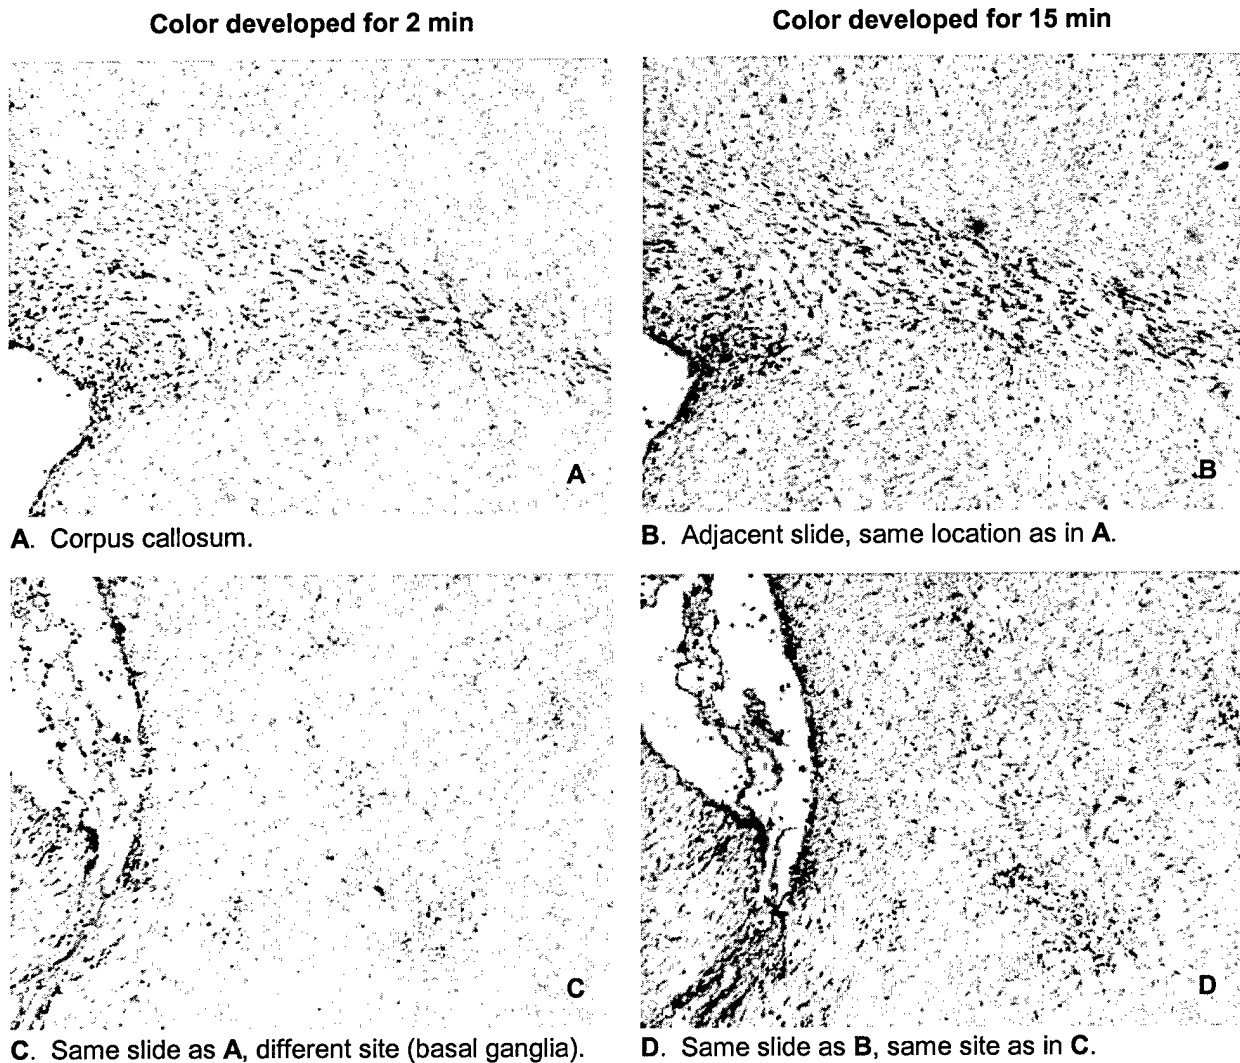 Color developed for 2 min
Color developed for 15 min
A
B
A. Corpus callosum.
B. Adjacent slide, same location as in A.
C
D
C. Same slide as A, different site (basal ganglia).
D. Same slide as B, same site as in C.